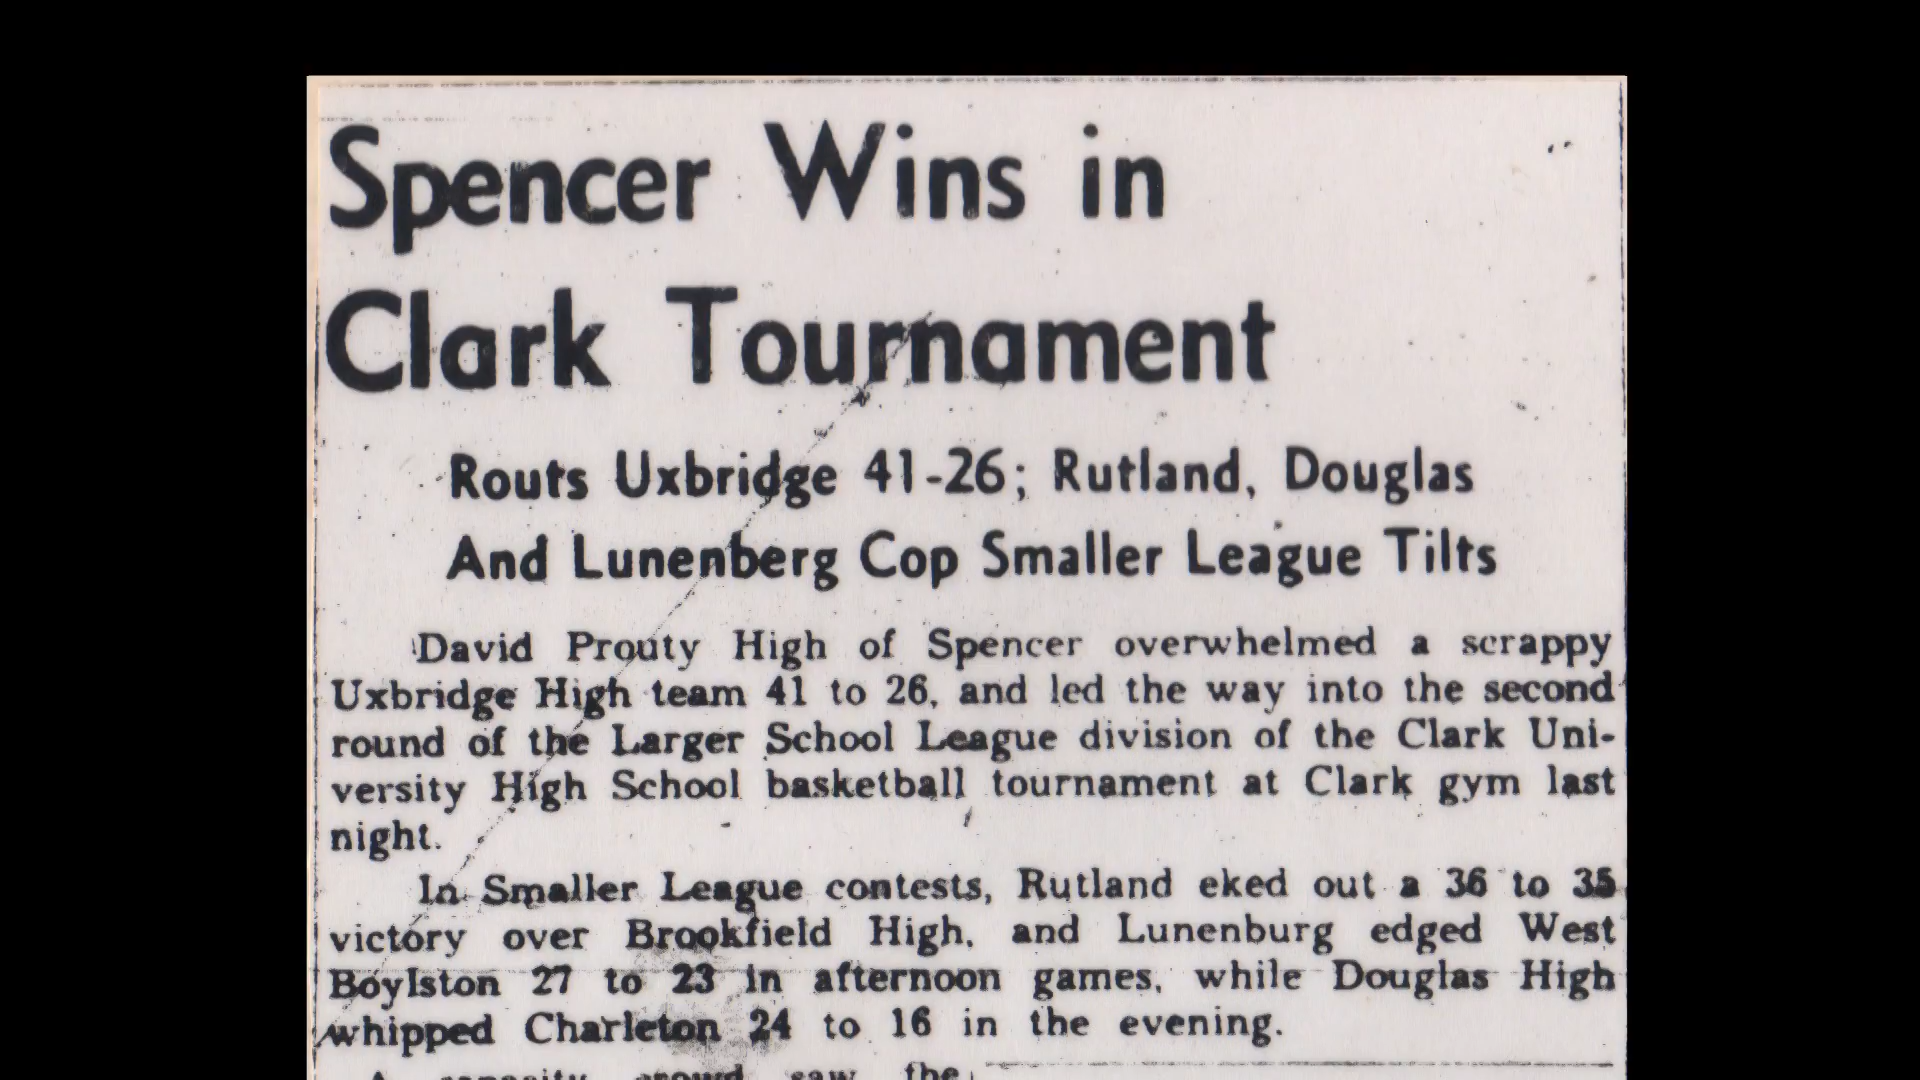 Spencer Wins in
Clark Tournament
Routs Uxbridge 41-26; Rutland, Douglas
And Lunenberg Cop Smaller League Tilts
David Prouty High of Spencer overwhelmed a scrappy
Uxbridge High team 41 to 26, and led the way into the second
round of the Larger School League division of the Clark Uni-
versity High School basketball tournament at Clark gym last
night.
In Smaller League contests, Rutland eked out a 36 to 35
victory over Brookfield High, and Lunenburg edged West
Boylston 27 to 23 in afternoon games, while Douglas High
whipped Charleton 24 to 16 in the evening.
A capacity crowd saw the